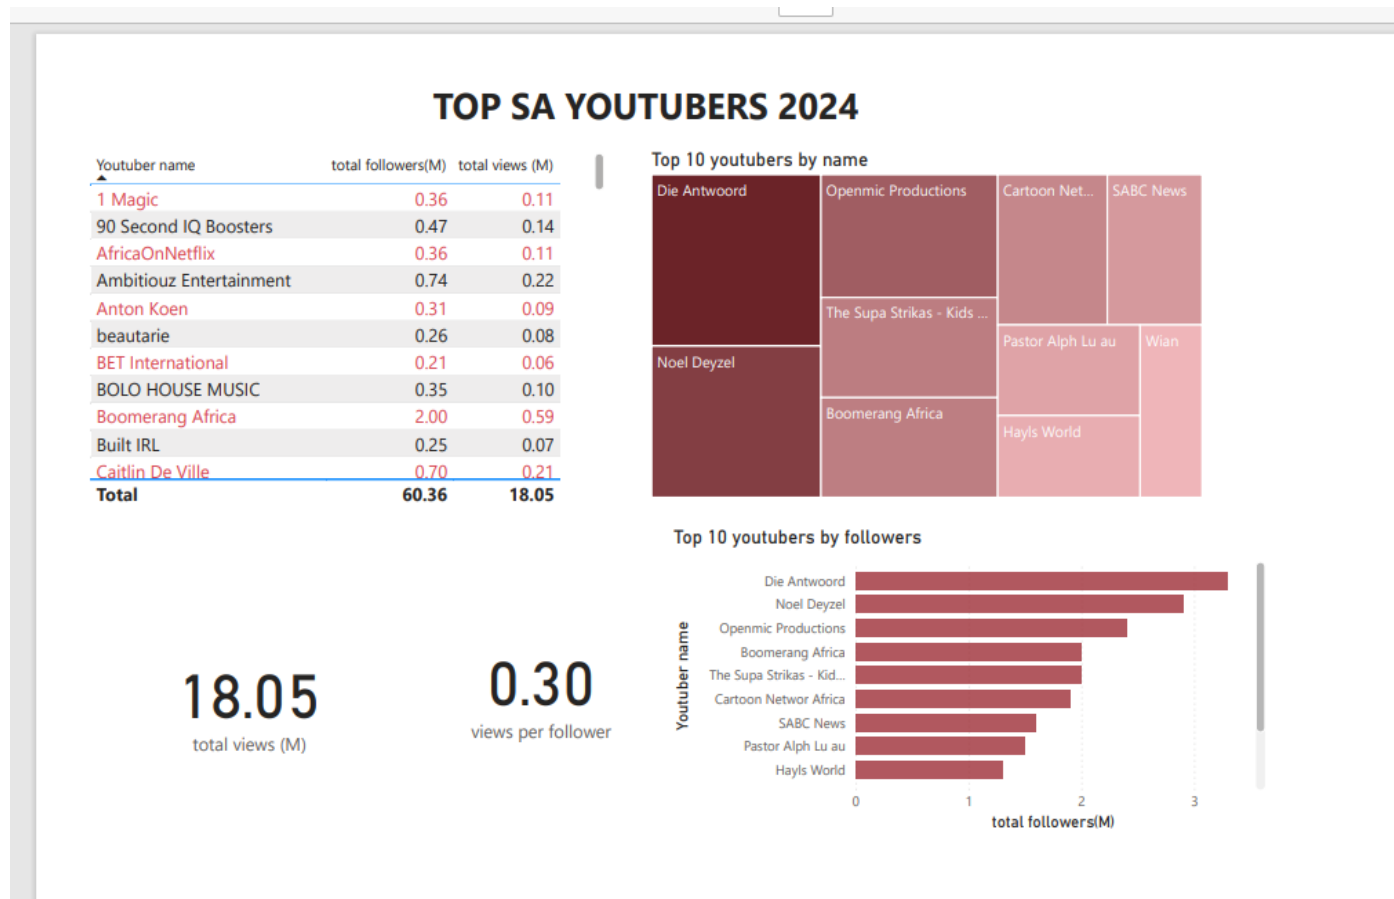 TOP SA YOUTUBERS 2024
Youtuber name total followers(M) total views (M)
1 Magic 0.36 0.11
90 Second IQ Boosters 0.47 0.14
AfricaOnNetflix 0.36 0.11
Ambitiouz Entertainment 0.74 0.22
Anton Koen 0.31 0.09
beautarie 0.26 0.08
BET International 0.21 0.06
BOLO HOUSE MUSIC 0.35 0.10
Boomerang Africa 2.00 0.59
Built IRL 0.25 0.07
Caitlin De Ville 0.70 0.21
Total 60.36 18.05
Top 10 youtubers by name
Die Antwoord
Noel Deyzel
Openmic Productions
The Supa Strikas - Kids ...
Boomerang Africa
Cartoon Net...
SABC News
Pastor Alph Lu au
Wian
Hayls World
18.05
total views (M)
0.30
views per follower
Top 10 youtubers by followers
Youtuber name
Die Antwoord
Noel Deyzel
Openmic Productions
Boomerang Africa
The Supa Strikas - Kid...
Cartoon Networ Africa
SABC News
Pastor Alph Lu au
Hayls World
0 1 2 3
total followers(M)